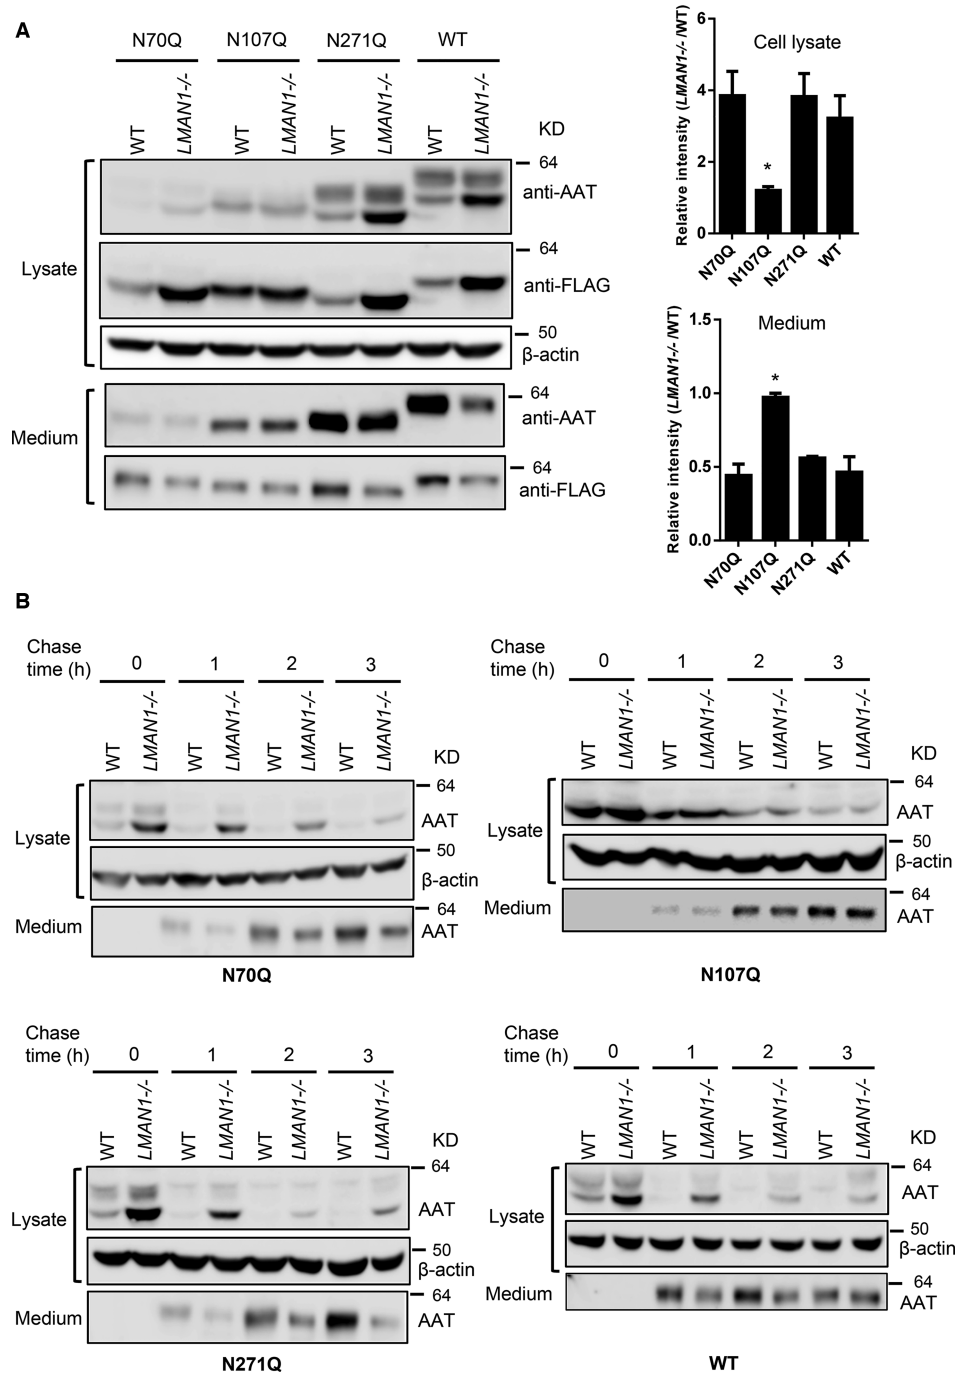 A
N70Q N107Q N271Q WT
WT LMAN1-/- WT LMAN1-/- WT LMAN1-/- WT LMAN1-/-
KD
64
anti-AAT
64
Lysate
anti-FLAG
50
β-actin
64
anti-AAT
Medium
64
anti-FLAG
Cell lysate
Relative intensity (LMAN1-/- /WT)
6
4
2
0
*
N70Q N107Q N271Q WT
Medium
Relative intensity (LMAN1-/- /WT)
1.5
1.0
0.5
0.0
*
N70Q N107Q N271Q WT
B
Chase
time (h) 0 1 2 3
WT LMAN1-/- WT LMAN1-/- WT LMAN1-/- WT LMAN1-/-
KD
64
AAT
Lysate
50
β-actin
64
Medium
AAT
N70Q
Chase
time (h) 0 1 2 3
WT LMAN1-/- WT LMAN1-/- WT LMAN1-/- WT LMAN1-/-
KD
64
AAT
Lysate
50
β-actin
64
Medium
AAT
N107Q
Chase
time (h) 0 1 2 3
WT LMAN1-/- WT LMAN1-/- WT LMAN1-/- WT LMAN1-/-
KD
64
AAT
Lysate
50
β-actin
64
Medium
AAT
N271Q
Chase
time (h) 0 1 2 3
WT LMAN1-/- WT LMAN1-/- WT LMAN1-/- WT LMAN1-/-
KD
64
AAT
Lysate
50
β-actin
64
Medium
AAT
WT